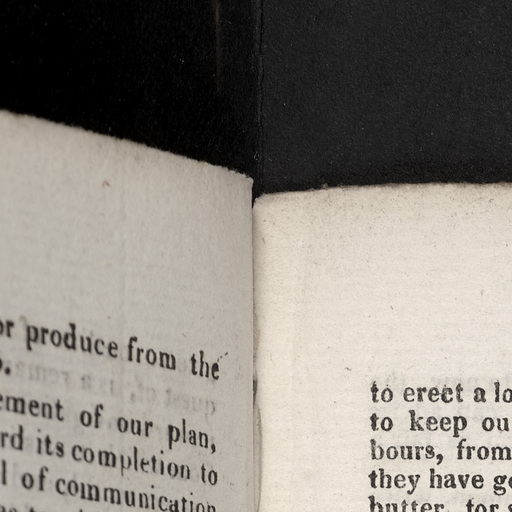 or produce from the
ement of our plan,
rd its completion to
l of communication
to erect a lo
to keep ou
bours, from
they have ge
butter, for s